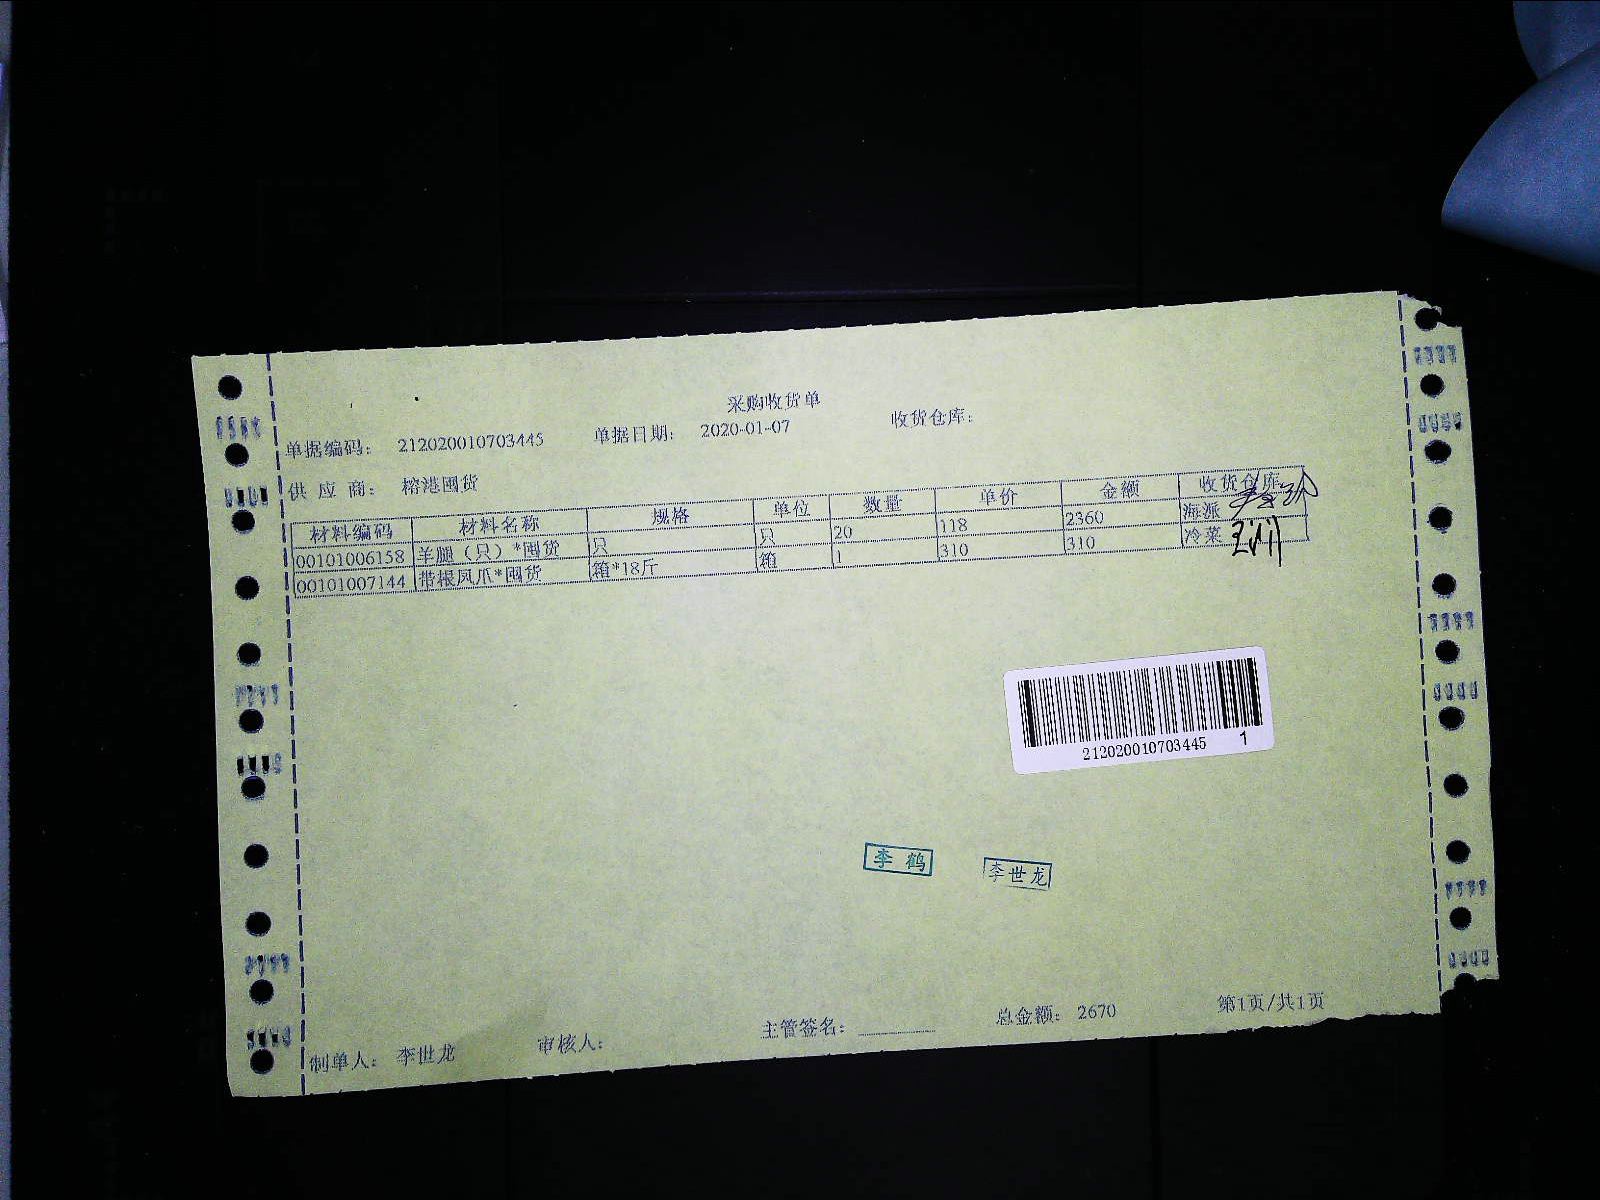 采购收货单
单据编码： 212020010703445 单据日期： 2020-01-07 收货仓库：
供 应 商： 榕港囤货
材料编码 材料名称 规格 单位 数量 单价 金额 收货仓库
00101006158 羊腿（只）*囤货 只 只 20 118 2360 海派
00101007144 带根凤爪*囤货 箱*18斤 箱 1 310 310 冷菜
212020010703445 1
李鹤 李世龙
制单人： 李世龙 审核人： 主管签名： 总金额： 2670 第1页/共1页